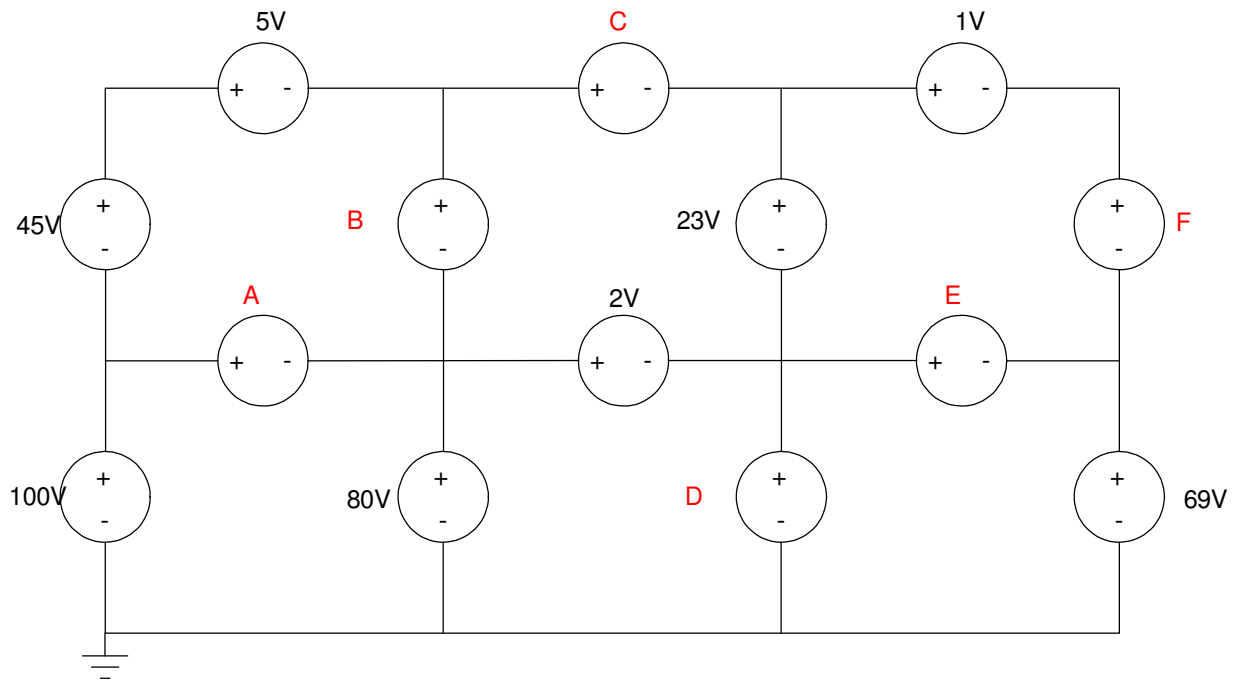 5V
C
1V
+ -
+ -
+ -
45V
+
-
B
+
-
23V
+
-
+
-
F
A
2V
E
+ -
+ -
+ -
100V
+
-
80V
+
-
D
+
-
+
-
69V